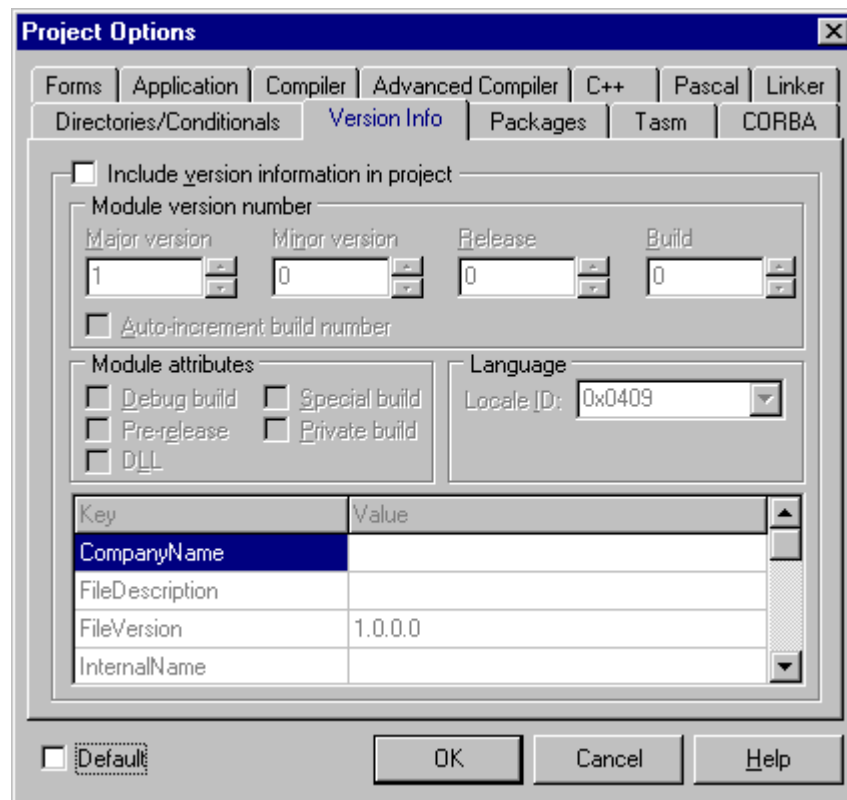 Project Options
Forms Application Compiler Advanced Compiler C++ Pascal Linker
Directories/Conditionals Version Info Packages Tasm CORBA
Include version information in project
Module version number
Major version Minor version Release Build
1 0 0 0
Auto-increment build number
Module attributes Language
Debug build Special build Locale ID: 0x0409
Pre-release Private build
DLL
Key Value
CompanyName
FileDescription
FileVersion 1.0.0.0
InternalName
Default OK Cancel Help